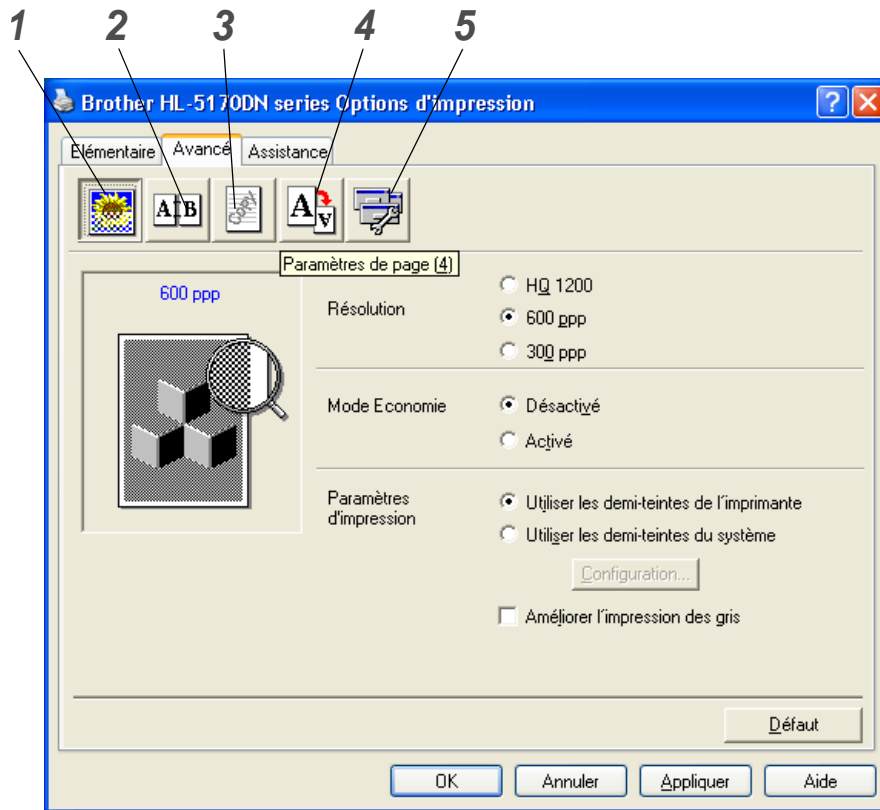 1 2 3 4 5
Brother HL-5170DN series Options d'impression
Elémentaire Avancé Assistance
A B Copy A A
Paramètres de page (4)
600 ppp
Résolution
HQ 1200
600 ppp
300 ppp
Mode Economie
Désactivé
Activé
Paramètres d'impression
Utiliser les demi-teintes de l'imprimante
Utiliser les demi-teintes du système
Configuration...
Améliorer l'impression des gris
Défaut
OK Annuler Appliquer Aide